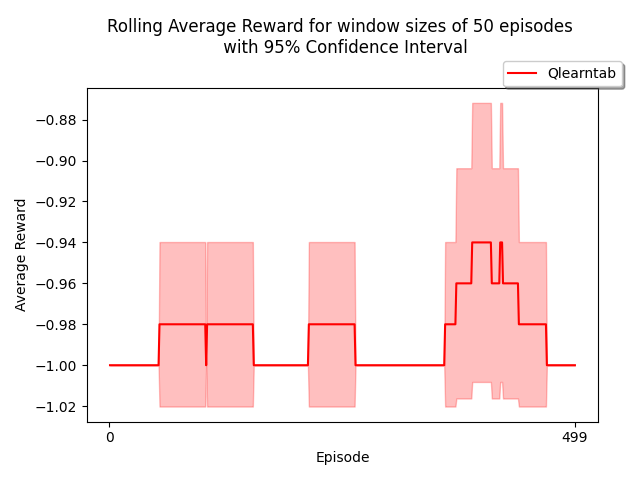 Rolling Average Reward for window sizes of 50 episodes
with 95% Confidence Interval
Qlearntab
−0.88
−0.90
−0.92
−0.94
−0.96
−0.98
−1.00
−1.02
Average Reward
0
499
Episode